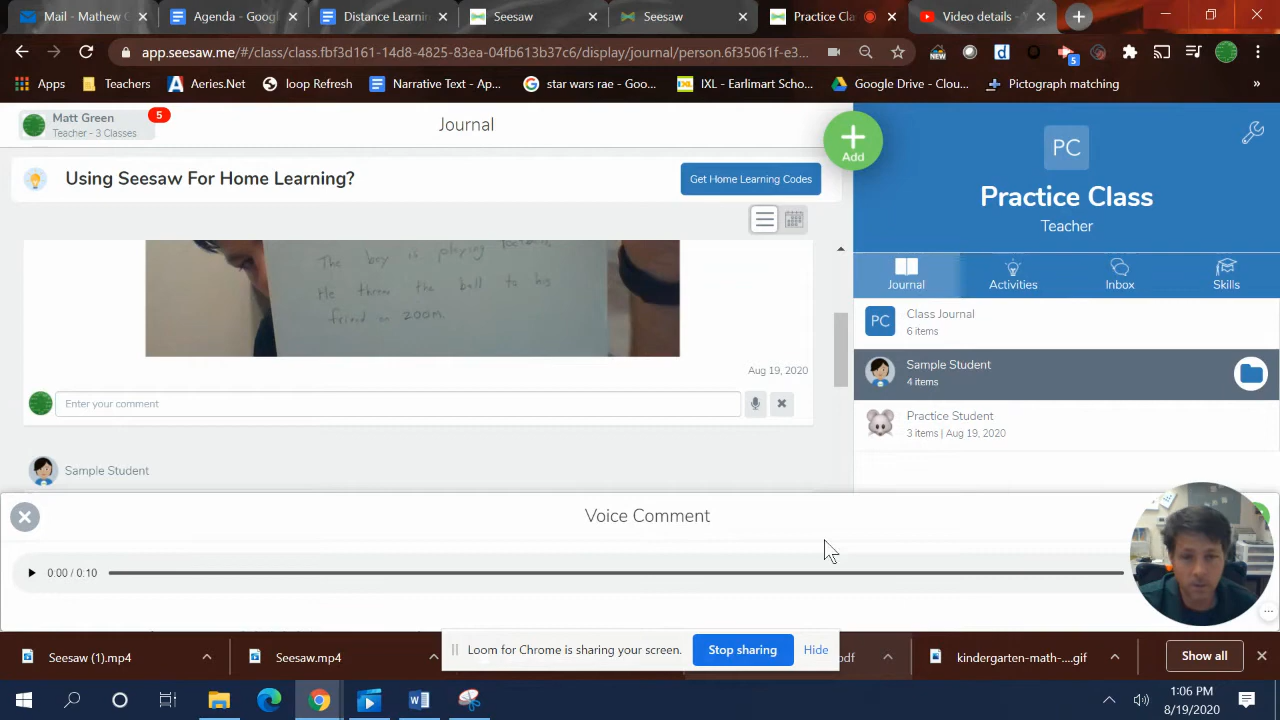 Mail - Mathew C
Agenda - Googl
Distance Learnin
Seesaw
Seesaw
Practice Cla
Video details -
app.seesaw.me/#/class/class.fbf3d161-14d8-4825-83ea-04fb613b37c6/display/journal/person.6f35061f-e3...
NEW
5
Apps
Teachers
Aeries.Net
loop Refresh
Narrative Text - Ap...
star wars rae - Goo...
IXL - Earlimart Scho...
Google Drive - Clou...
Pictograph matching
»
Matt Green
Teacher - 3 Classes
5
Journal
Add
PC
Practice Class
Teacher
Using Seesaw For Home Learning?
Get Home Learning Codes
Journal
Activities
Inbox
Skills
The boy is playing
He threw the ball to his
friend on zoom.
Aug 19, 2020
Enter your comment
Sample Student
PC
Class Journal
6 items
Sample Student
4 items
Practice Student
3 items | Aug 19, 2020
Voice Comment
0:00 / 0:10
Loom for Chrome is sharing your screen.
Stop sharing
Hide
Seesaw (1).mp4
Seesaw.mp4
pdf
kindergarten-math-....gif
Show all
1:06 PM
8/19/2020